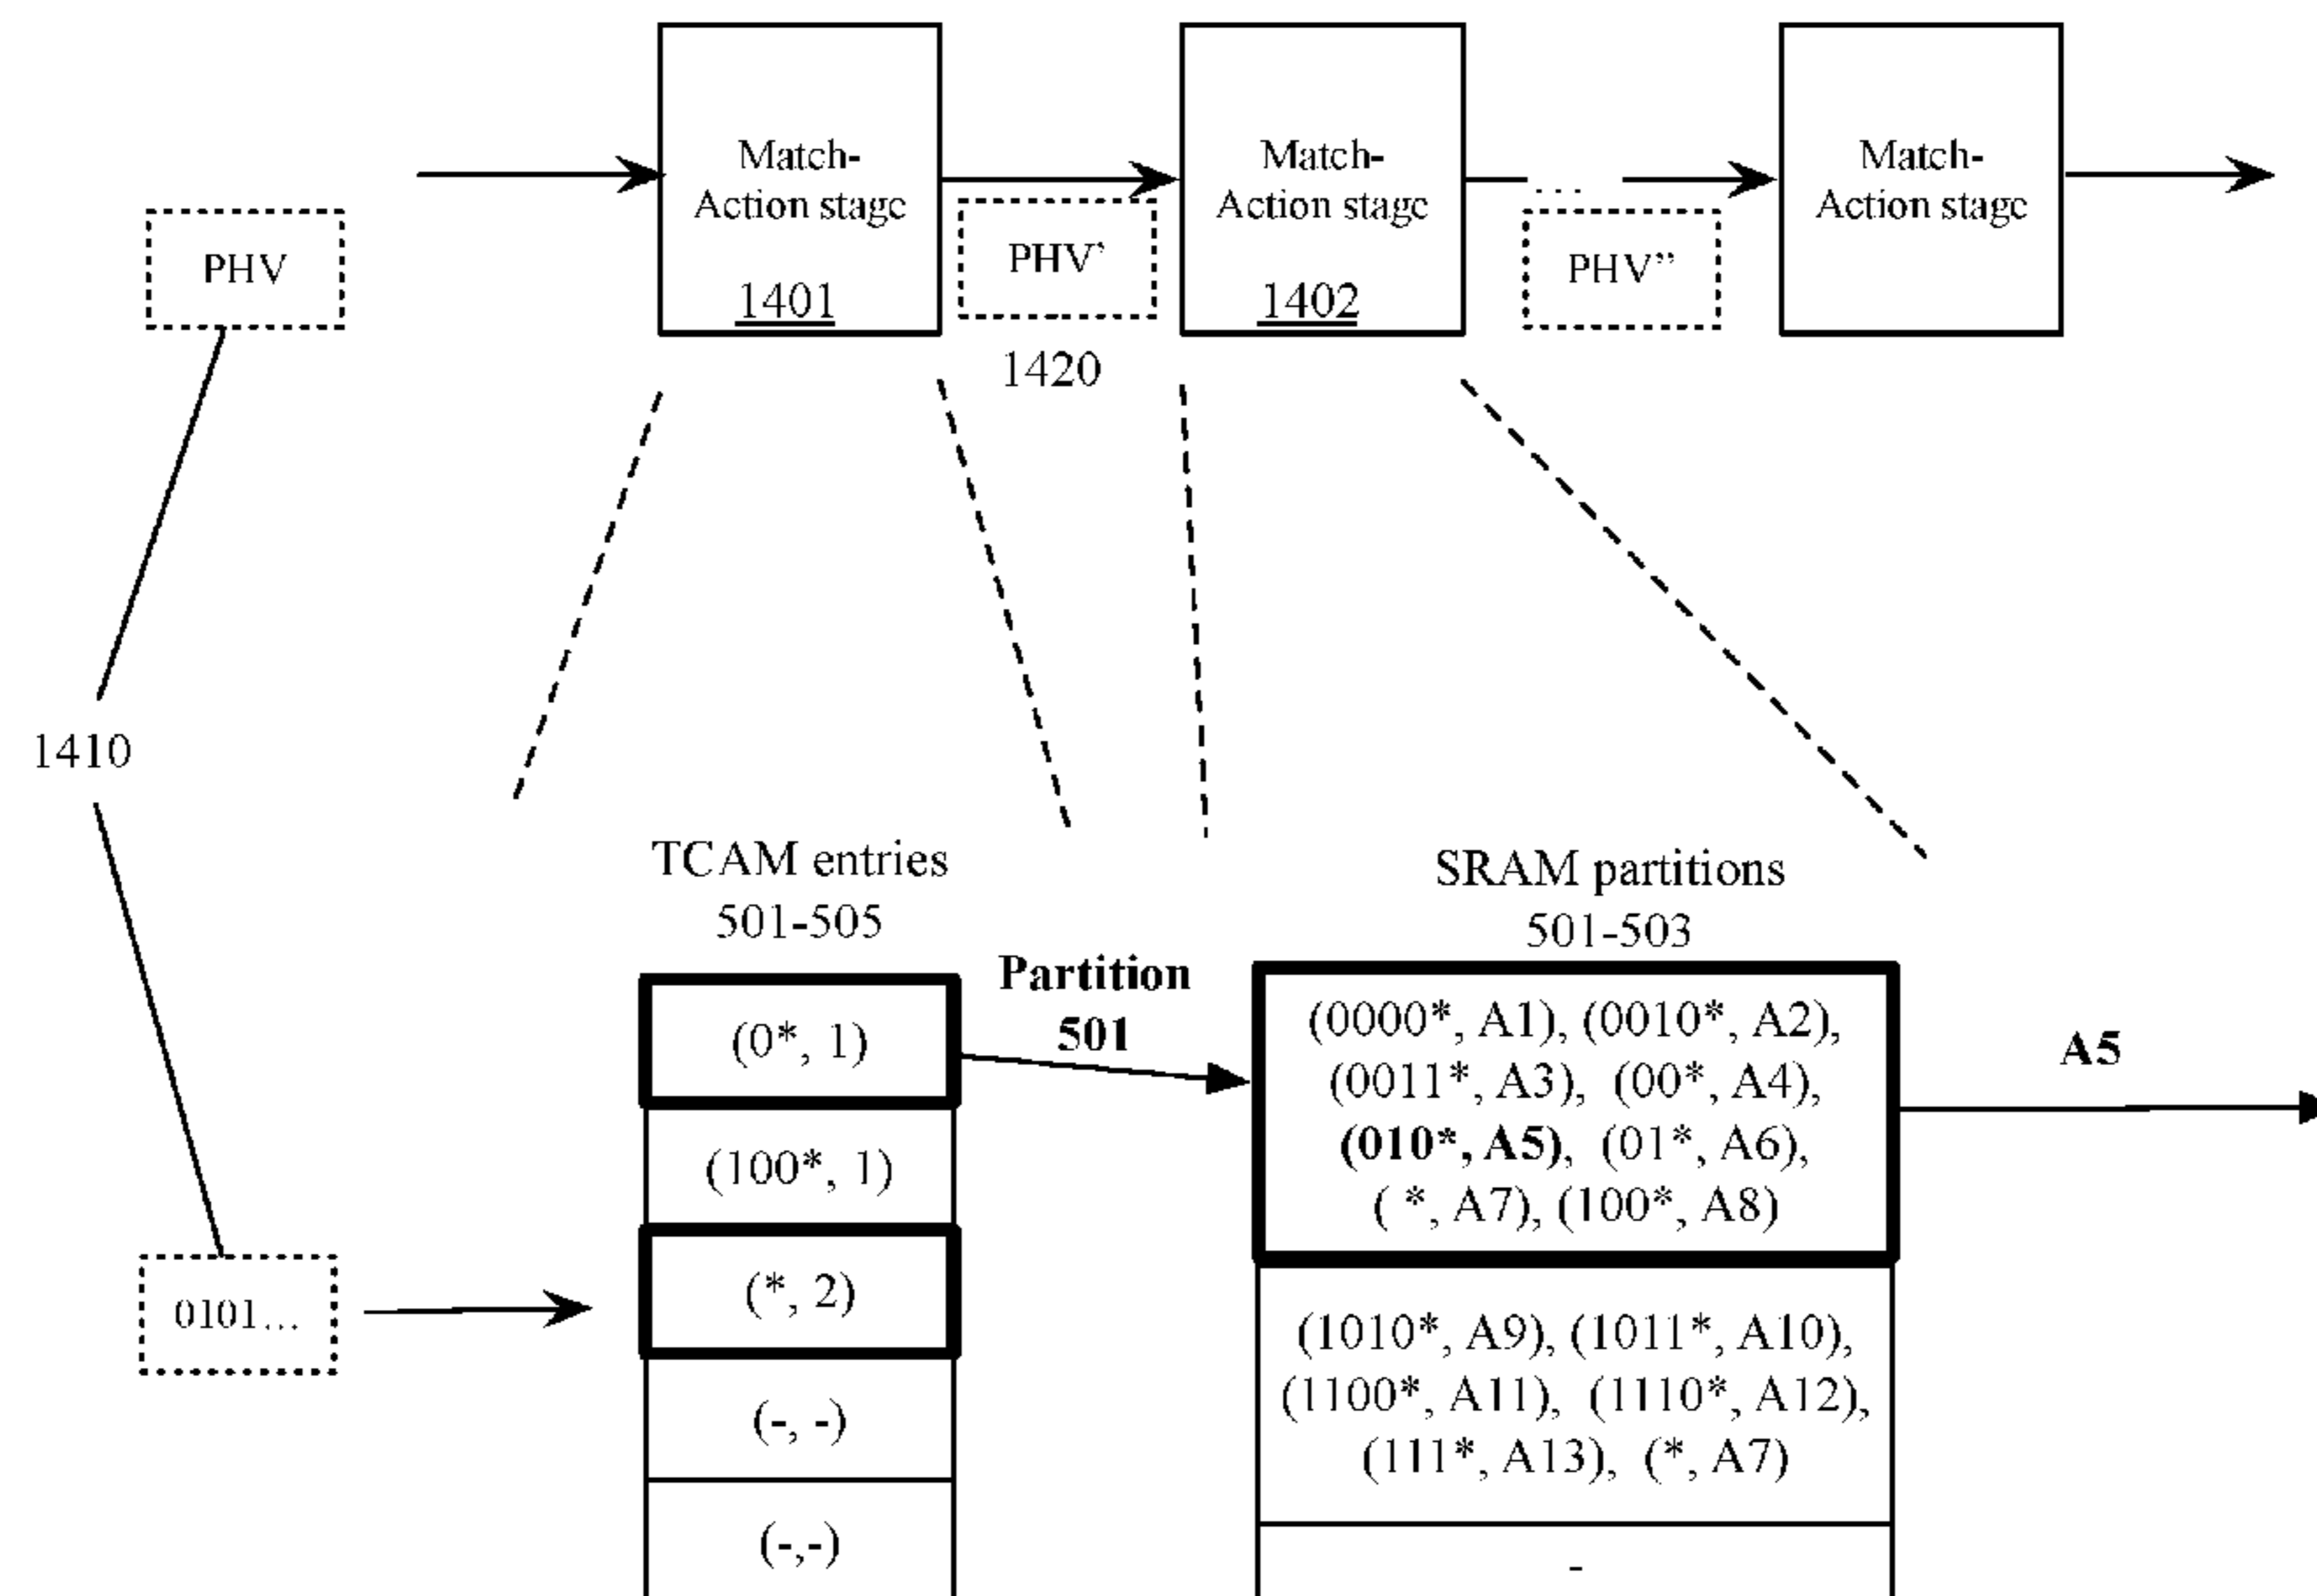 Match-
Action stage
1401
Match-
Action stage
1402
Match-
Action stage
PHV
PHV’
. . .
PHV”
1420
1410
TCAM entries
501-505
SRAM partitions
501-503
Partition
501
(0*, 1)
(100*, 1)
(*, 2)
(-, -)
(-,-)
(0000*, A1), (0010*, A2),
(0011*, A3), (00*, A4),
(010*, A5), (01*, A6),
( *, A7), (100*, A8)
A5
0101...
(1010*, A9), (1011*, A10),
(1100*, A11), (1110*, A12),
(111*, A13), (*, A7)
-